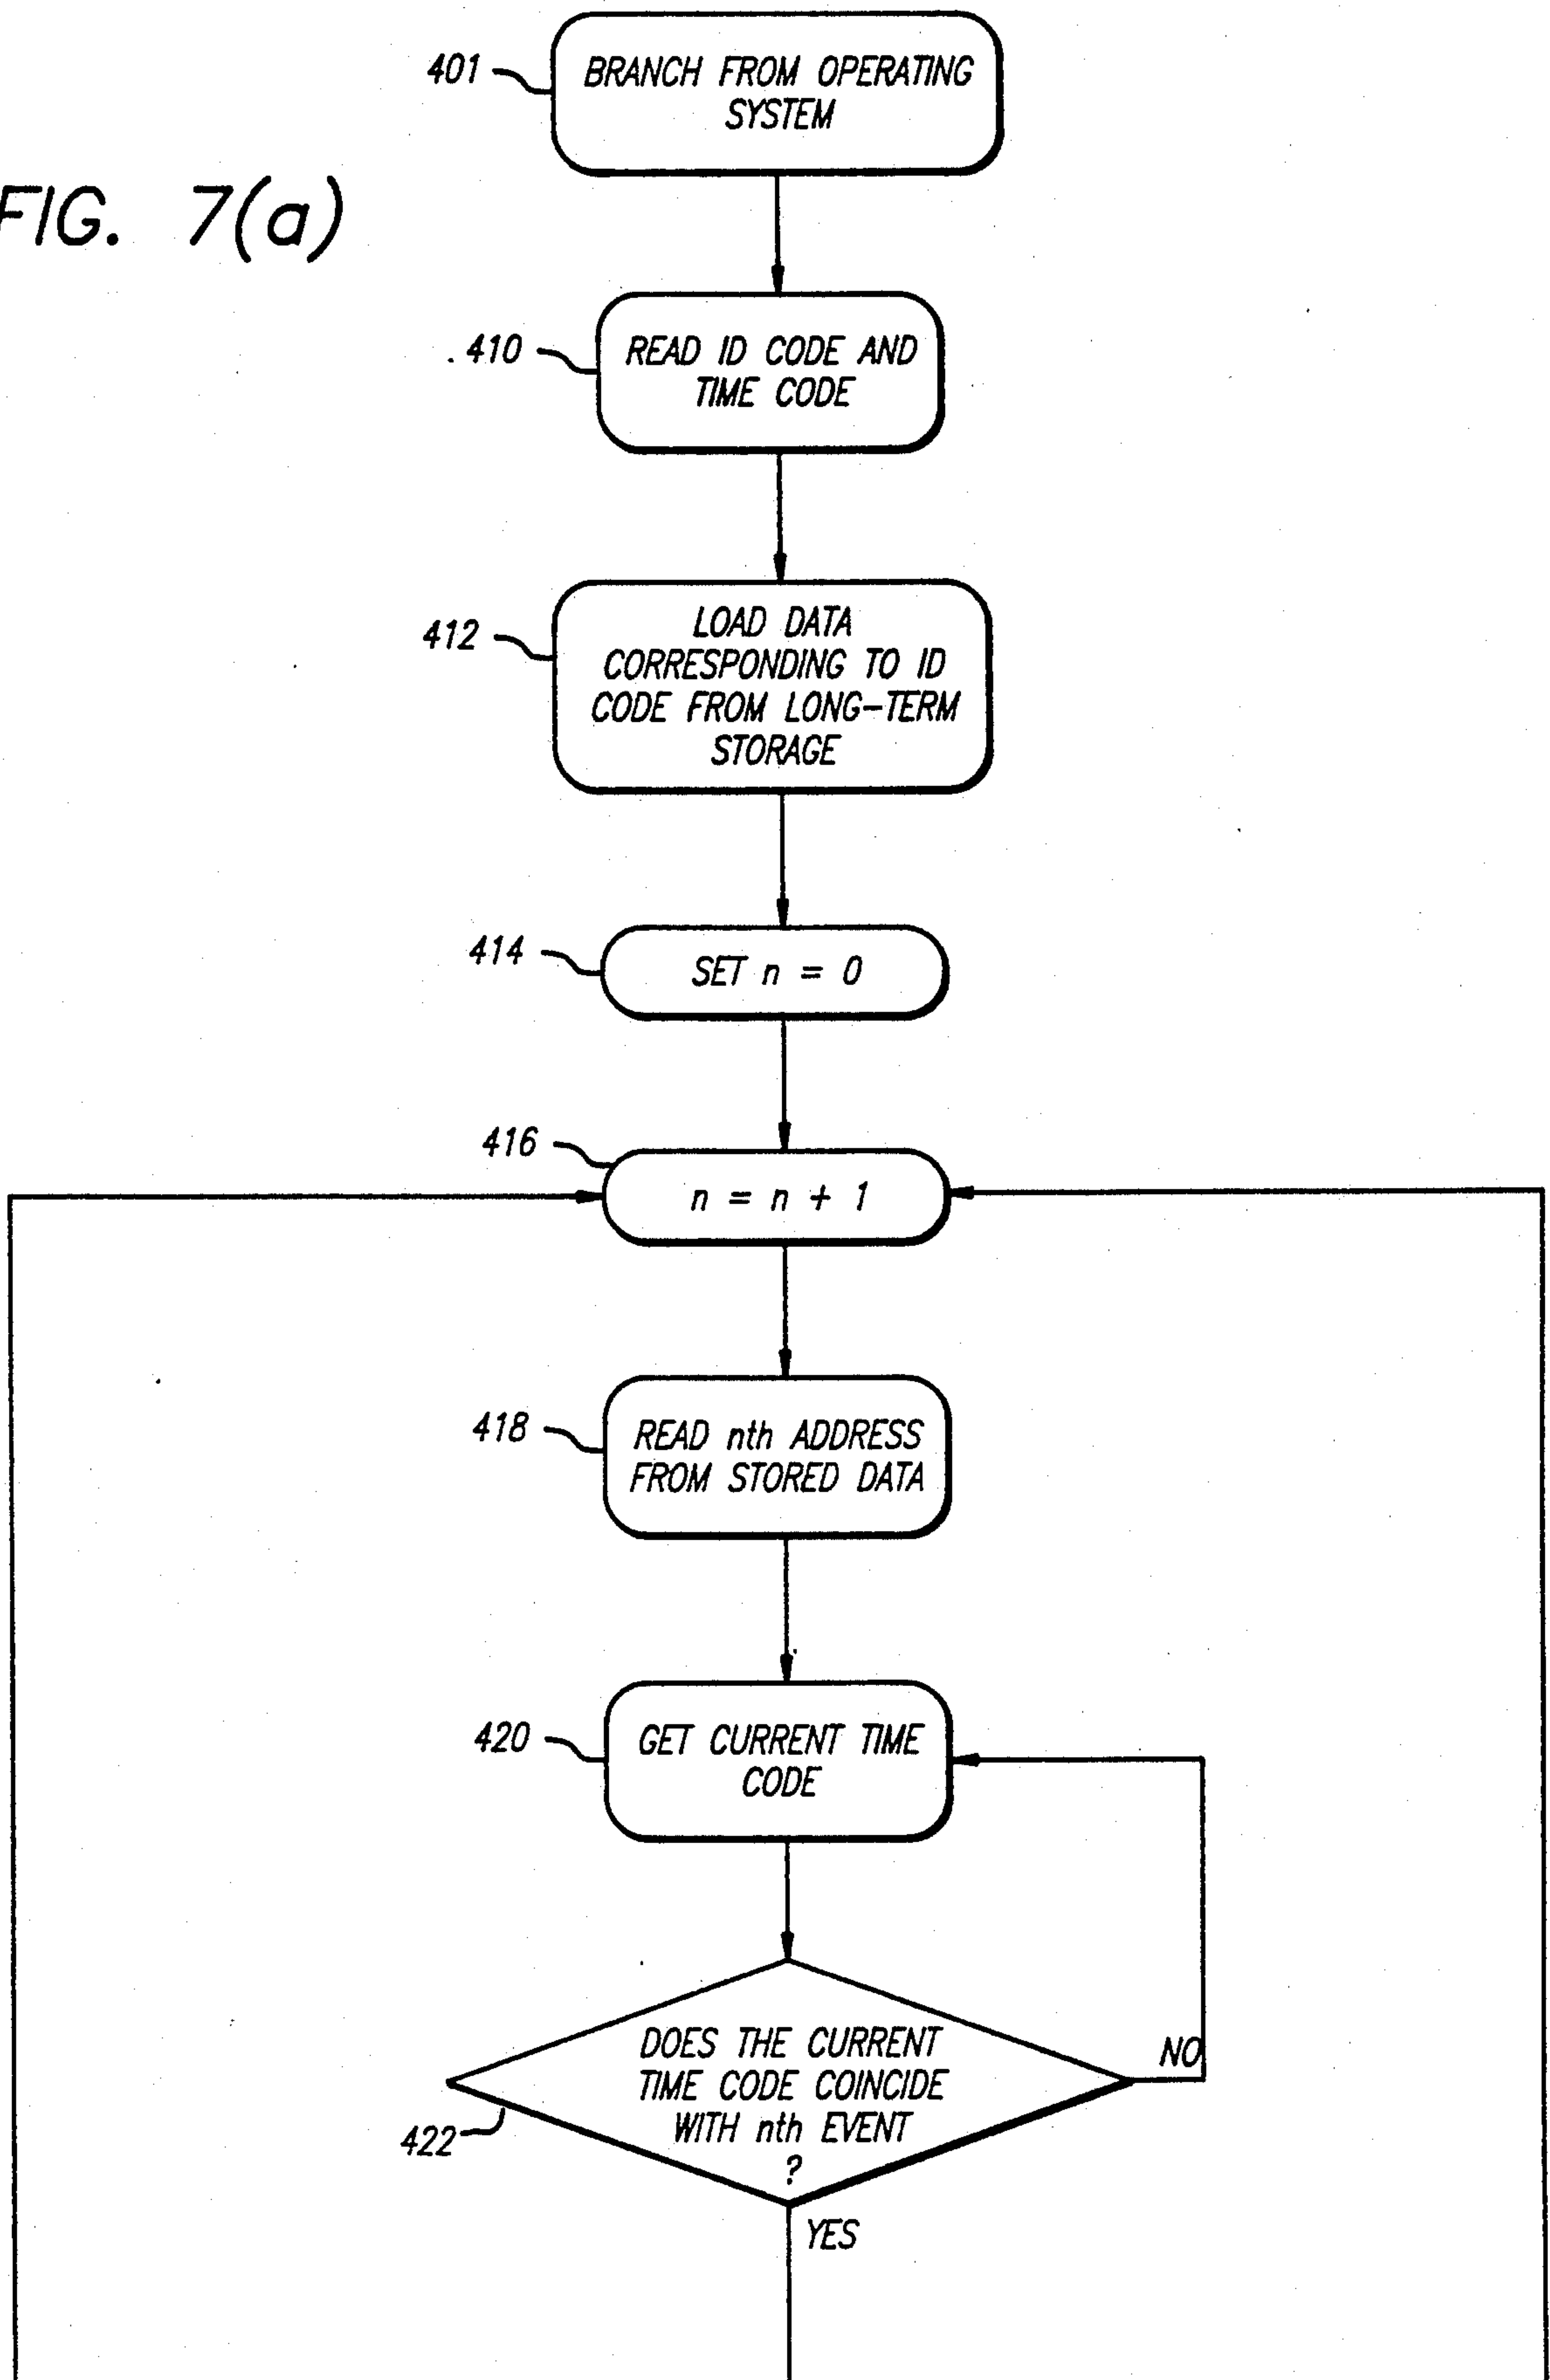 401
BRANCH FROM OPERATING
SYSTEM
FIG. 7(a)
410
READ ID CODE AND
TIME CODE
412
LOAD DATA
CORRESPONDING TO ID
CODE FROM LONG-TERM
STORAGE
414
SET n = 0
416
n = n + 1
418
READ nth ADDRESS
FROM STORED DATA
420
GET CURRENT TIME
CODE
DOES THE CURRENT
TIME CODE COINCIDE
WITH nth EVENT
?
NO
422
YES